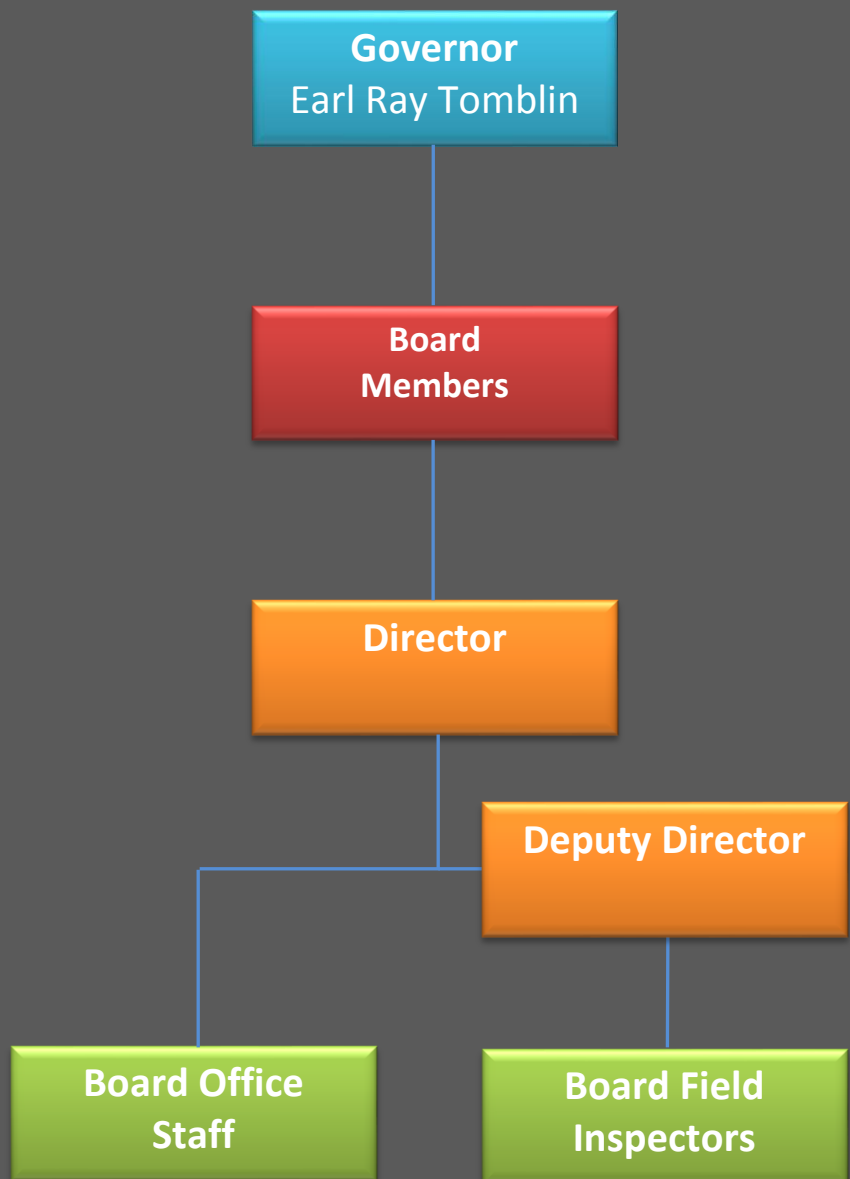 Governor
Earl Ray Tomblin
Board
Members
Director
Deputy Director
Board Office
Staff
Board Field
Inspectors